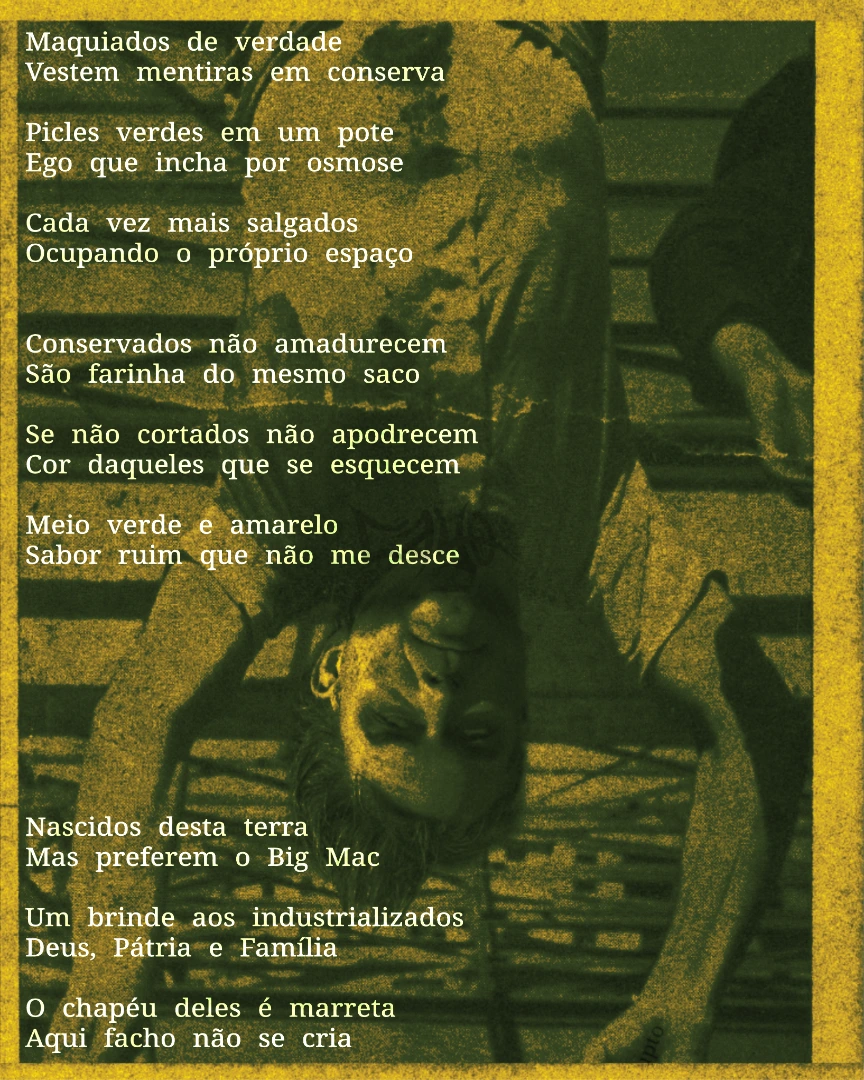 Maquiados de verdade
Vestem mentiras em conserva
Picles verdes em um pote
Ego que incha por osmose
Cada vez mais salgados
Ocupando o próprio espaço
Conservados não amadurecem
São farinha do mesmo saco
Se não cortados não apodrecem
Cor daqueles que se esquecem
Meio verde e amarelo
Sabor ruim que não me desce
Nascidos desta terra
Mas preferem o Big Mac
Um brinde aos industrializados
Deus, Pátria e Família
O chapéu deles é marreta
Aqui facho não se cria